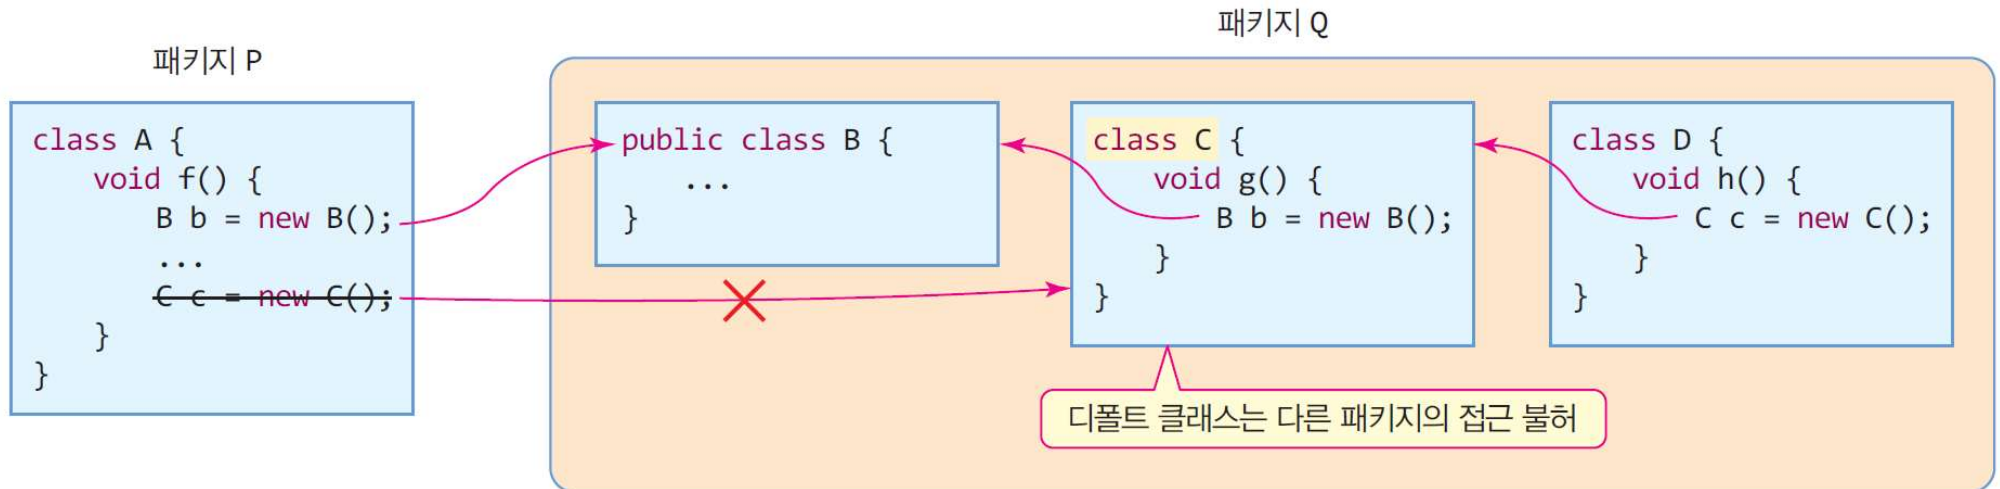 패키지 P
class A {
void f() {
B b = new B();
...
C c = new C();
}
}
패키지 Q
public class B {
...
}
class C {
void g() {
B b = new B();
}
}
class D {
void h() {
C c = new C();
}
}
디폴트 클래스는 다른 패키지의 접근 불허